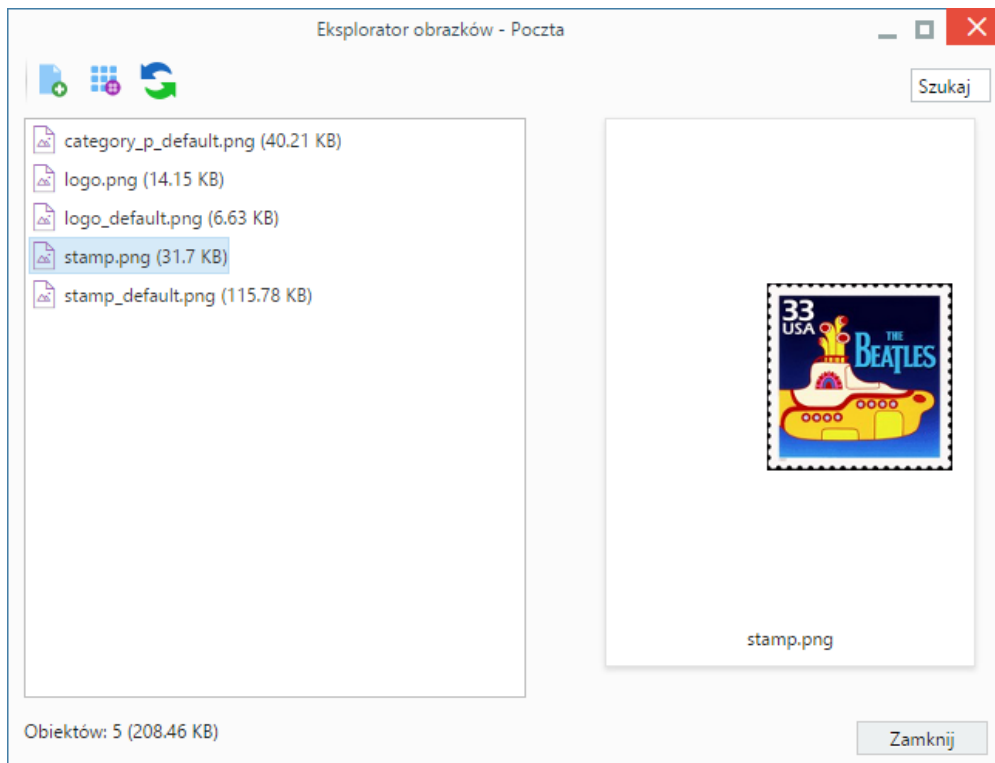 Eksplorator obrazków - Poczta
Szukaj
category_p_default.png (40.21 KB)
logo.png (14.15 KB)
logo_default.png (6.63 KB)
stamp.png (31.7 KB)
stamp_default.png (115.78 KB)
33
USA
THE
BEATLES
stamp.png
Obiektów: 5 (208.46 KB)
Zamknij